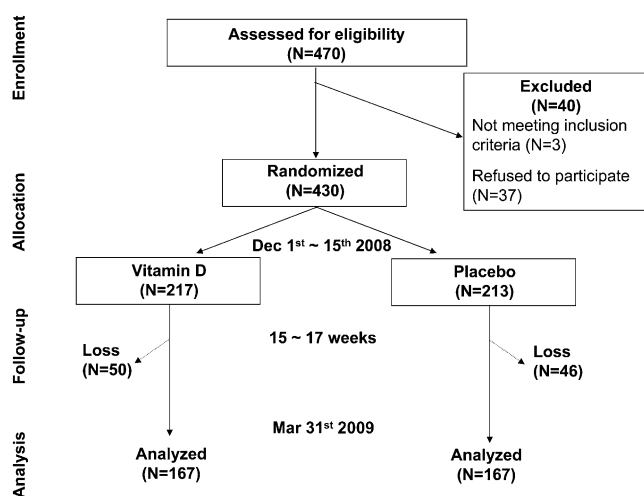 Enrollment
Assessed for eligibility
(N=470)
Excluded
(N=40)
Not meeting inclusion
criteria (N=3)
Refused to participate
(N=37)
Allocation
Randomized
(N=430)
Dec 1st ~ 15th 2008
Vitamin D
(N=217)
Placebo
(N=213)
Follow-up
15 ~ 17 weeks
Loss
(N=50)
Loss
(N=46)
Analysis
Mar 31st 2009
Analyzed
(N=167)
Analyzed
(N=167)